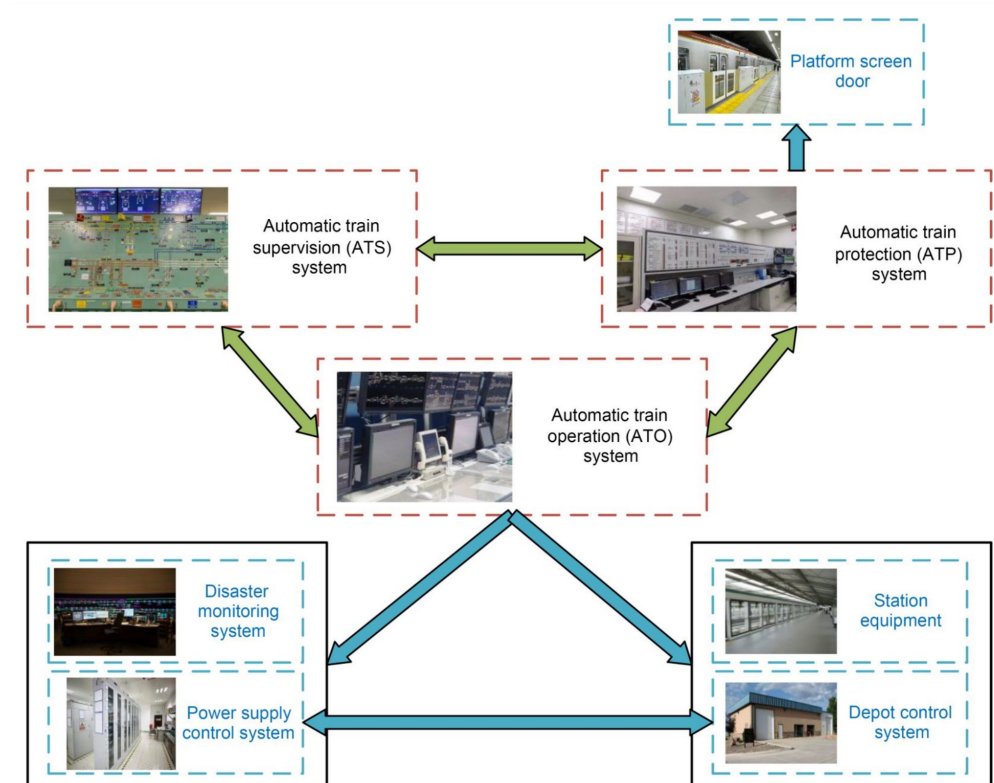 Platform screen
door
Automatic train
supervision (ATS)
system
Automatic train
protection (ATP)
system
Automatic train
operation (ATO)
system
Disaster
monitoring
system
Station
equipment
Power supply
control system
Depot control
system